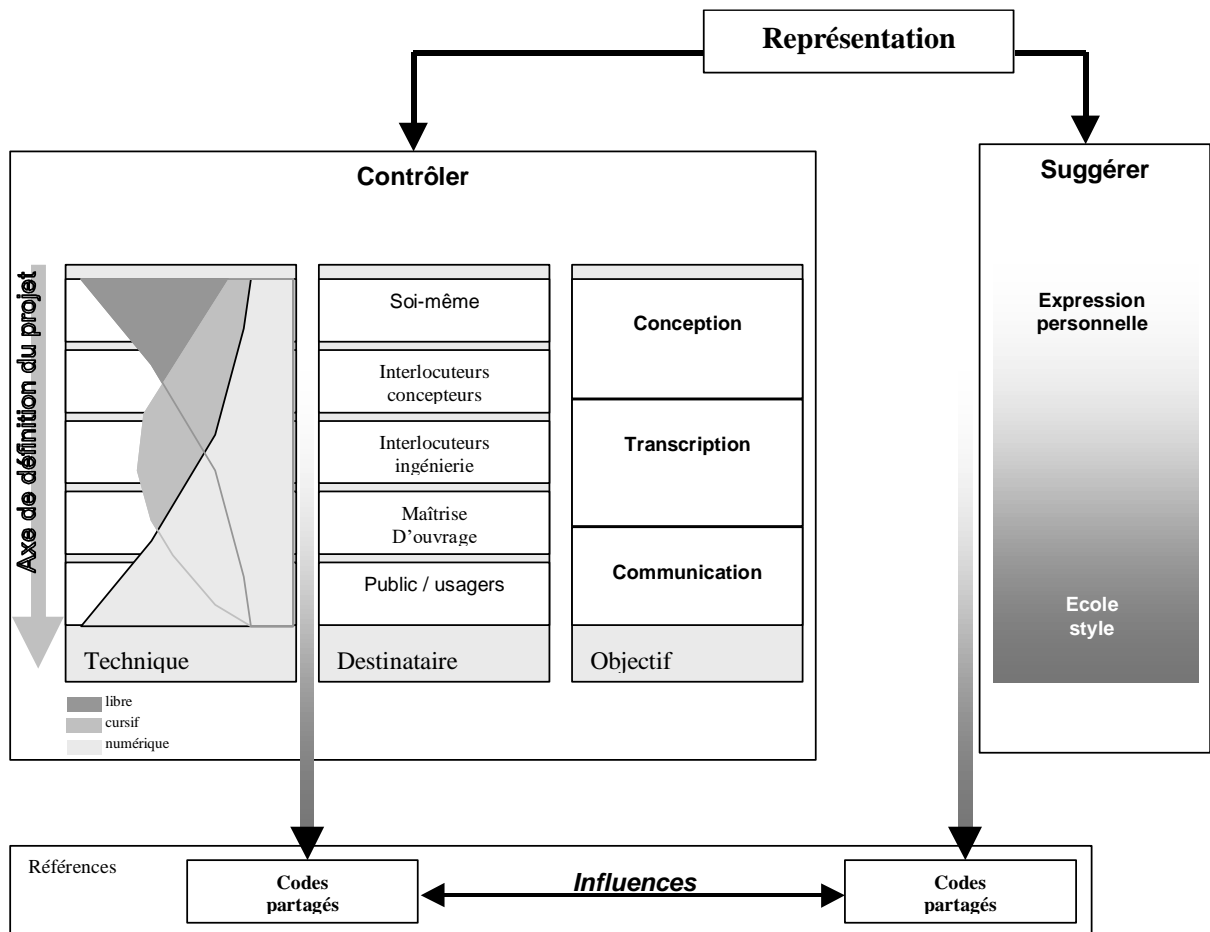 Représentation
Contrôler
Suggérer
Axe de définition du projet
Soi-même
Interlocuteurs
concepteurs
Interlocuteurs
ingénierie
Maîtrise
D'ouvrage
Public / usagers
Conception
Transcription
Communication
Technique
Destinataire
Objectif
libre
cursif
numérique
Expression
personnelle
Ecole
style
Références
Codes
partagés
Influences
Codes
partagés